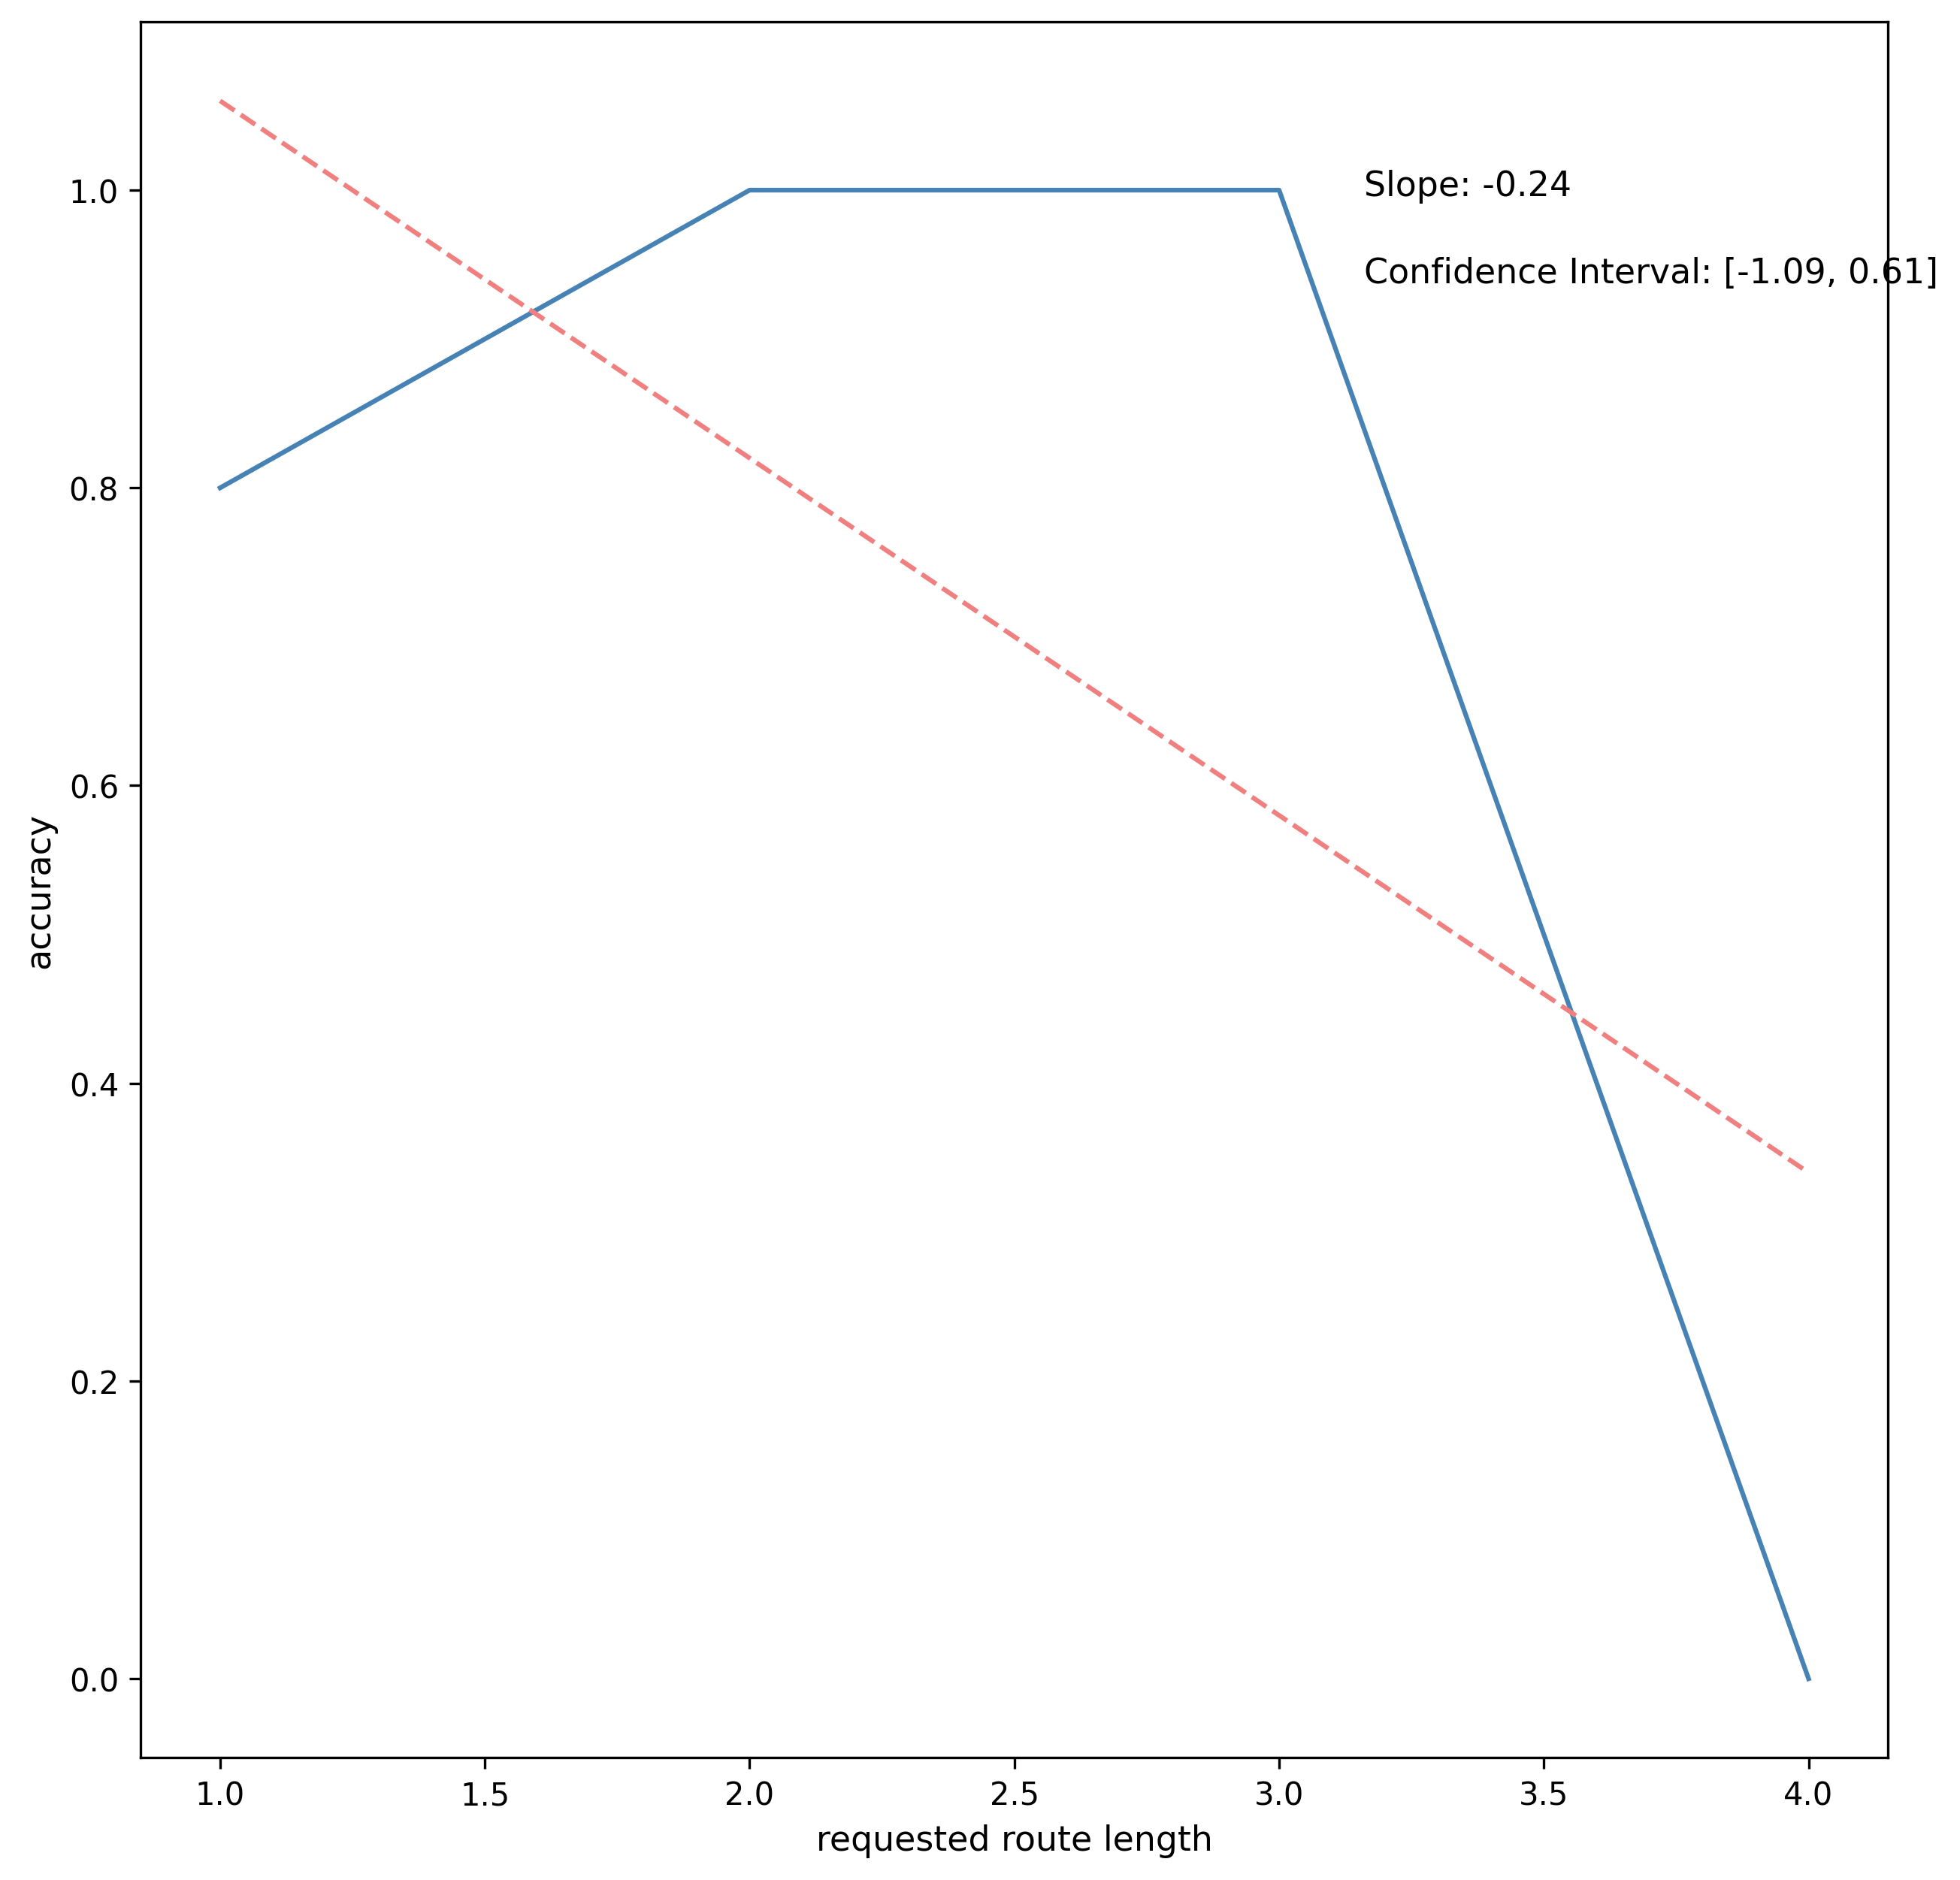 Slope: -0.24
Confidence Interval: [-1.09, 0.61]
1.0
0.8
0.6
0.4
0.2
0.0
accuracy
1.0 1.5 2.0 2.5 3.0 3.5 4.0
requested route length